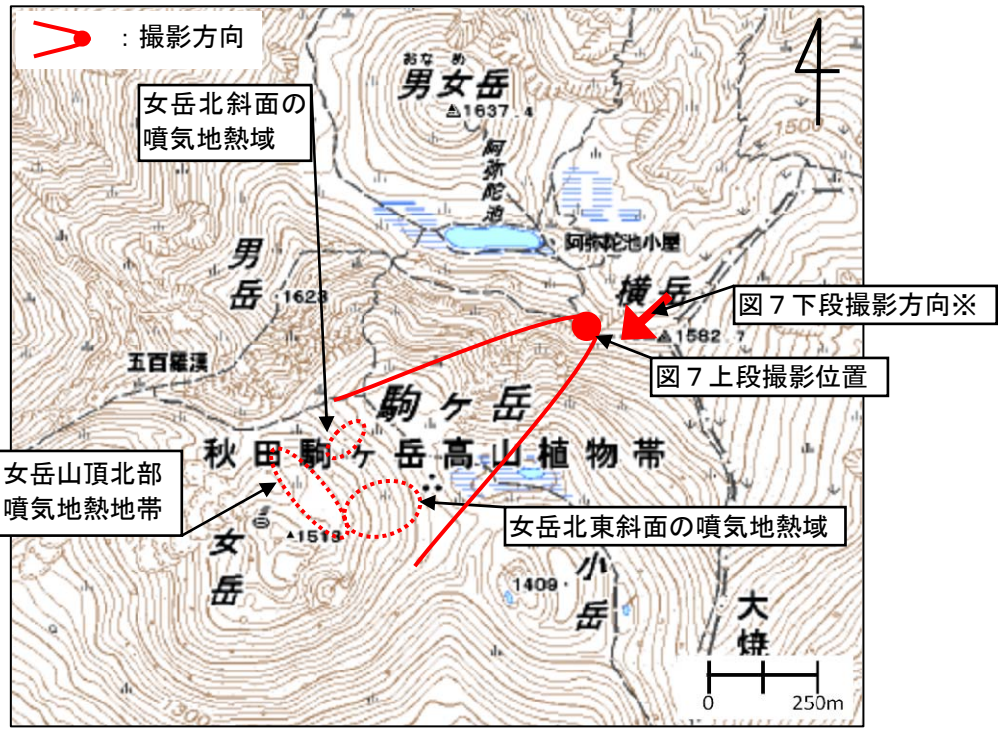 ：撮影方向
おなめ
男女岳
1637.4
女岳北斜面の
噴気地熱域
1500
阿弥陀池
阿弥陀池小屋
男岳
1623
横岳
図７下段撮影方向※
1582.7
図７上段撮影位置
五百羅漢
駒ヶ岳
秋田駒ヶ岳高山植物帯
女岳山頂北部
噴気地熱地帯
女岳北東斜面の噴気地熱域
1513
女岳
1409
小岳
大焼
1300
0 250m